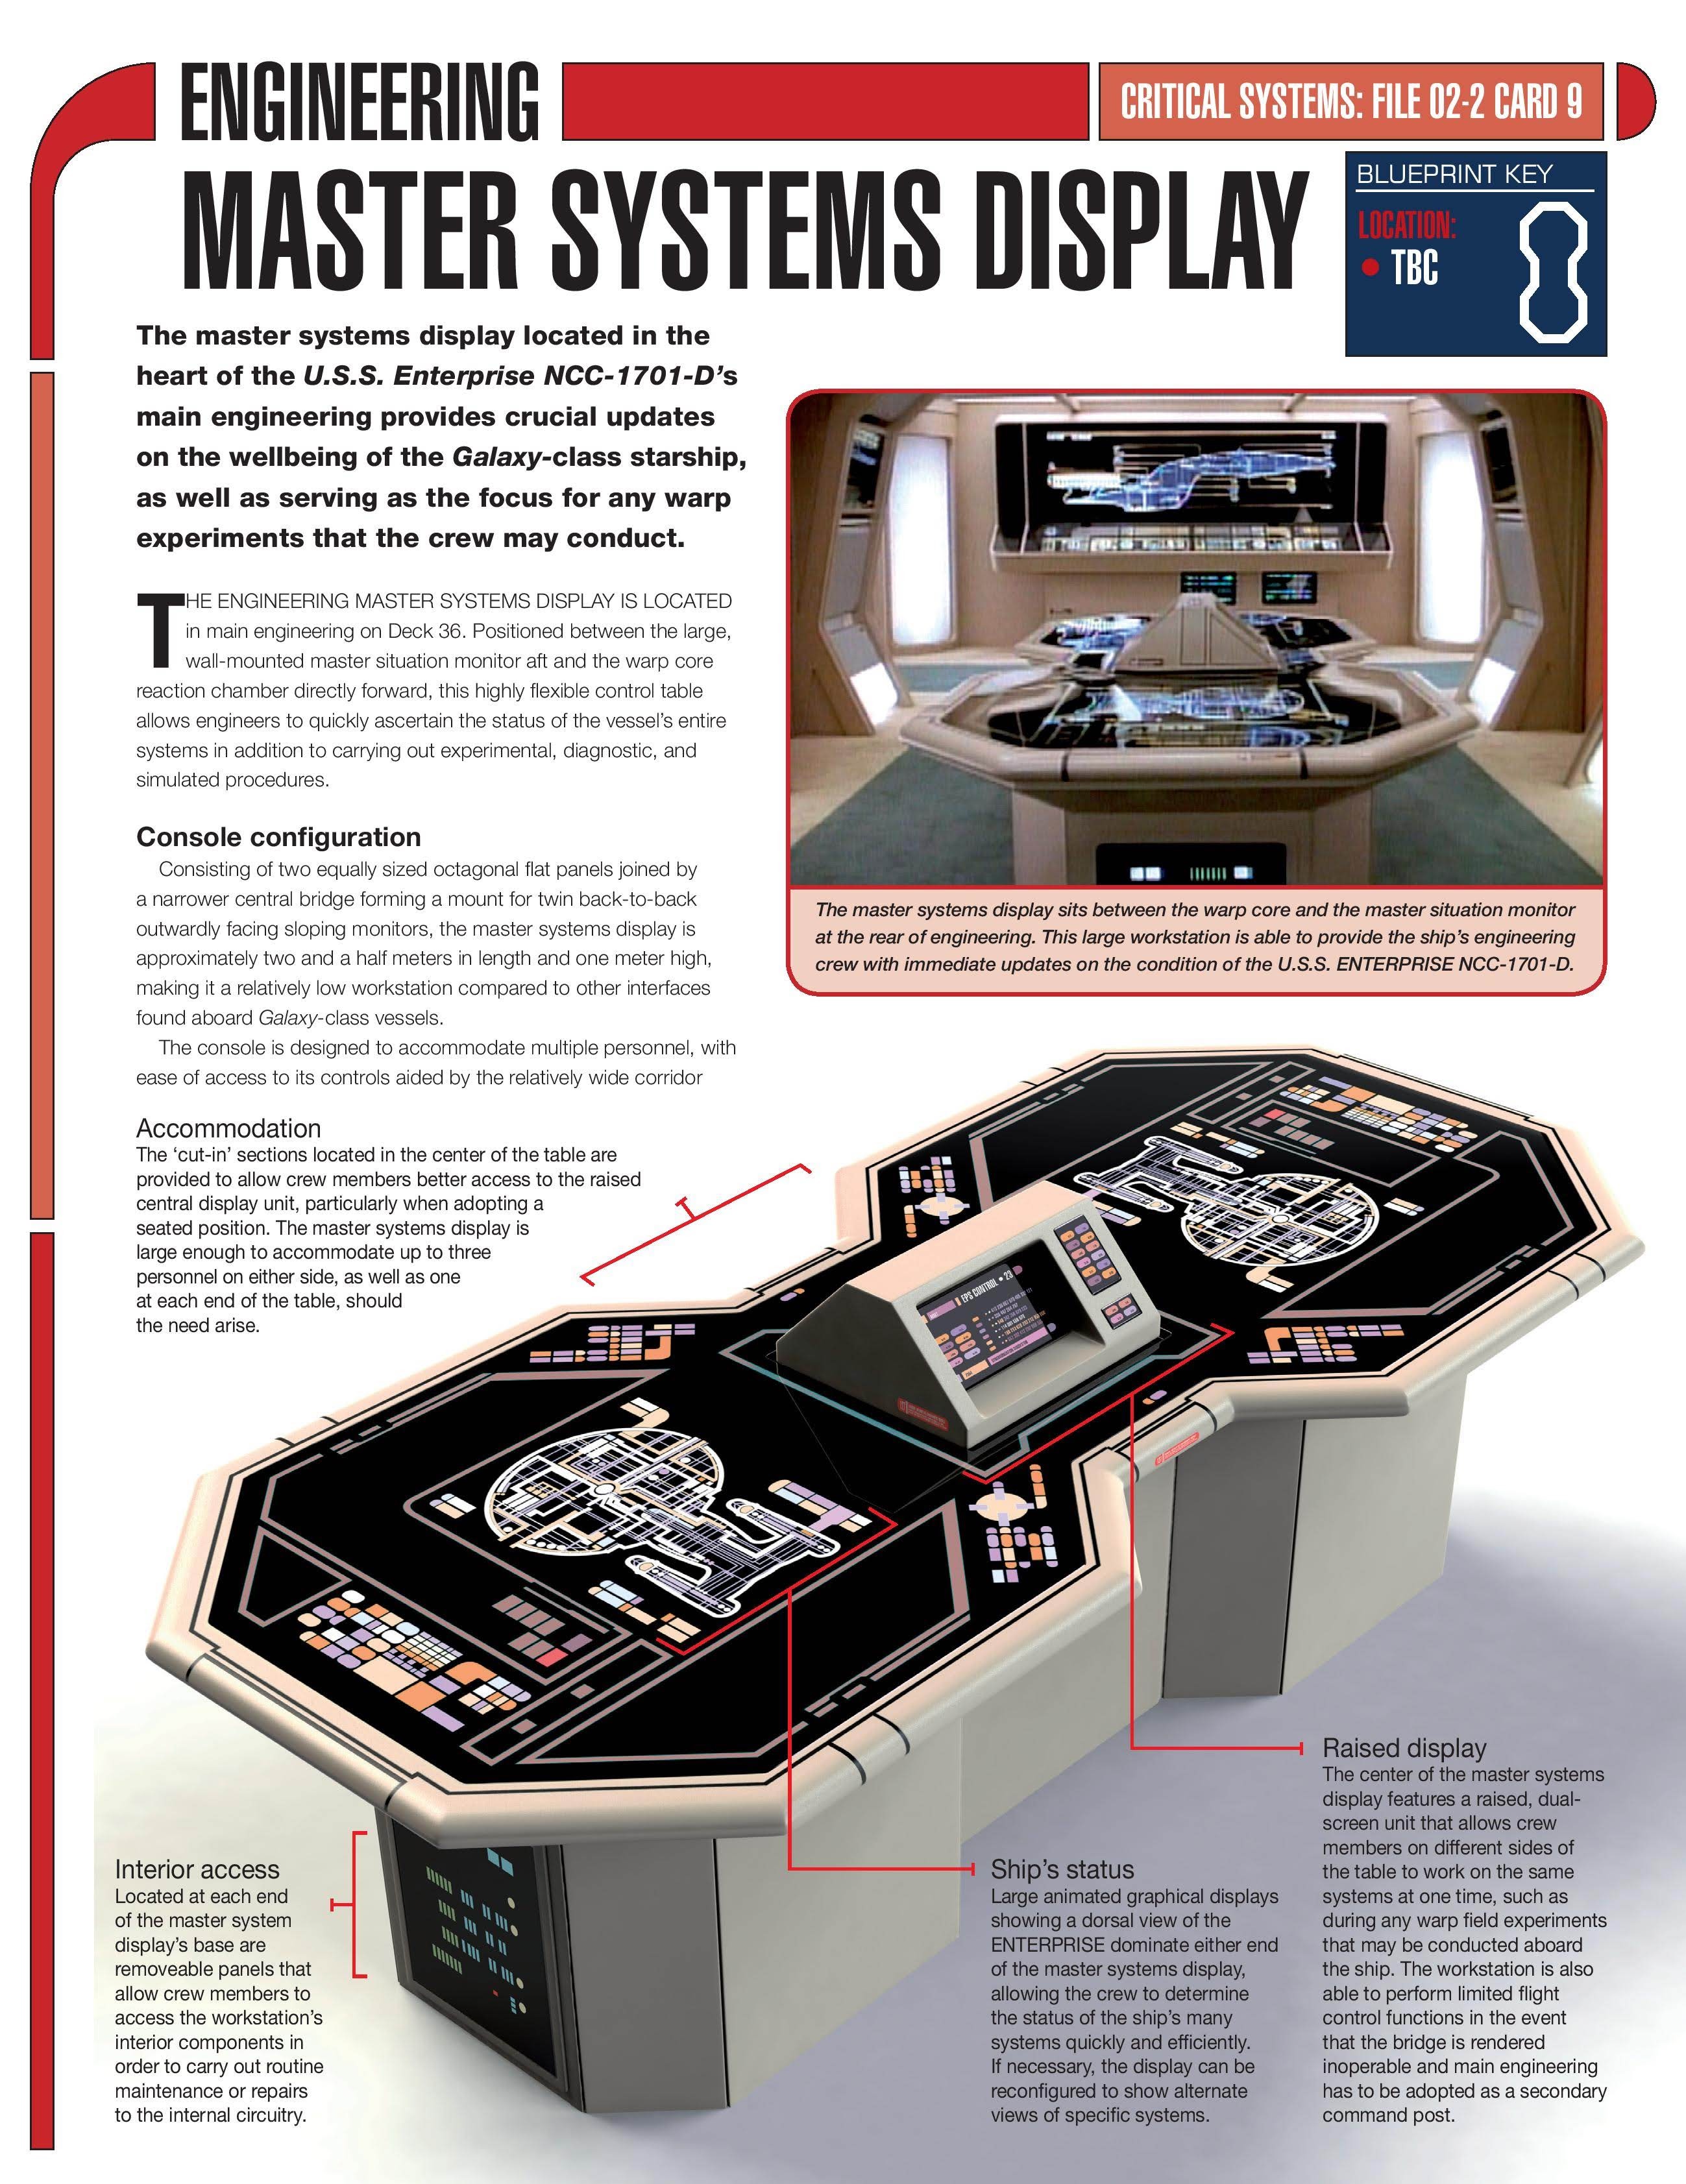 ENGINEERING
CRITICAL SYSTEMS: FILE 02-2 CARD 9
MASTER SYSTEMS DISPLAY
BLUEPRINT KEY
LOCATION:
• TBC
The master systems display located in the
heart of the U.S.S. Enterprise NCC-1701-D's
main engineering provides crucial updates
on the wellbeing of the Galaxy-class starship,
as well as serving as the focus for any warp
experiments that the crew may conduct.
THE ENGINEERING MASTER SYSTEMS DISPLAY IS LOCATED
in main engineering on Deck 36. Positioned between the large,
wall-mounted master situation monitor aft and the warp core
reaction chamber directly forward, this highly flexible control table
allows engineers to quickly ascertain the status of the vessel's entire
systems in addition to carrying out experimental, diagnostic, and
simulated procedures.
Console configuration
Consisting of two equally sized octagonal flat panels joined by
a narrower central bridge forming a mount for twin back-to-back
outwardly facing sloping monitors, the master systems display is
approximately two and a half meters in length and one meter high,
making it a relatively low workstation compared to other interfaces
found aboard Galaxy-class vessels.
The console is designed to accommodate multiple personnel, with
ease of access to its controls aided by the relatively wide corridor
The master systems display sits between the warp core and the master situation monitor
at the rear of engineering. This large workstation is able to provide the ship's engineering
crew with immediate updates on the condition of the U.S.S. ENTERPRISE NCC-1701-D.
Accommodation
The 'cut-in' sections located in the center of the table are
provided to allow crew members better access to the raised
central display unit, particularly when adopting a
seated position. The master systems display is
large enough to accommodate up to three
personnel on either side, as well as one
at each end of the table, should
the need arise.
EPS CONTROL • 23
Interior access
Located at each end
of the master system
display's base are
removeable panels that
allow crew members to
access the workstation's
interior components in
order to carry out routine
maintenance or repairs
to the internal circuitry.
Ship's status
Large animated graphical displays
showing a dorsal view of the
ENTERPRISE dominate either end
of the master systems display,
allowing the crew to determine
the status of the ship's many
systems quickly and efficiently.
If necessary, the display can be
reconfigured to show alternate
views of specific systems.
Raised display
The center of the master systems
display features a raised, dual-
screen unit that allows crew
members on different sides of
the table to work on the same
systems at one time, such as
during any warp field experiments
that may be conducted aboard
the ship. The workstation is also
able to perform limited flight
control functions in the event
that the bridge is rendered
inoperable and main engineering
has to be adopted as a secondary
command post.